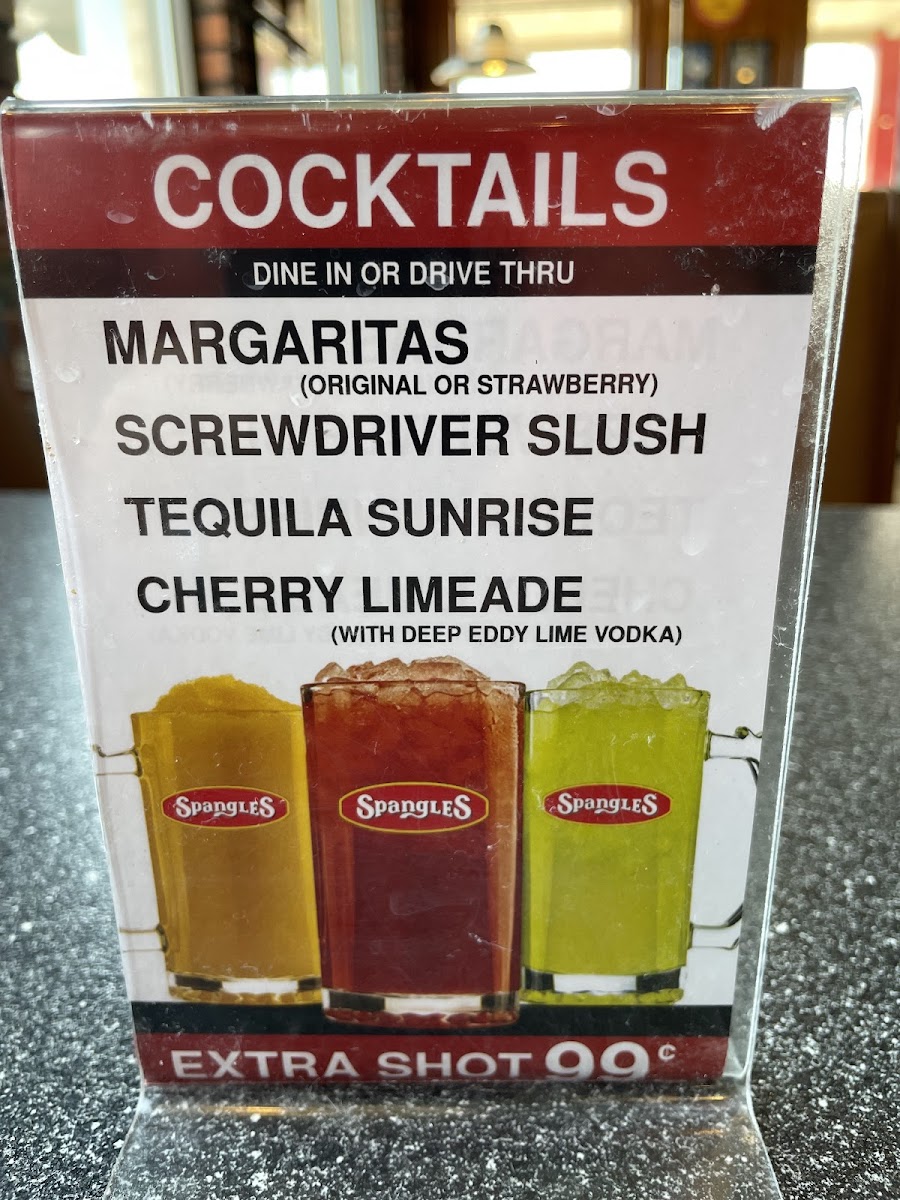 COCKTAILS
DINE IN OR DRIVE THRU
MARGARITAS
(ORIGINAL OR STRAWBERRY)
SCREWDRIVER SLUSH
TEQUILA SUNRISE
CHERRY LIMEADE
(WITH DEEP EDDY LIME VODKA)
SPANGLES SPANGLES SPANGLES
EXTRA SHOT 99¢